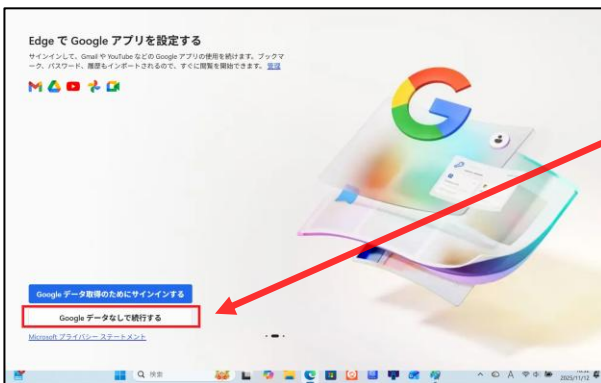 Edge で Google アプリを設定する
サインインして、Gmail や YouTube などの Google アプリの使用を続けます。ブックマ
ーク、パスワード、履歴もインポートされるので、すぐに閲覧を開始できます。 管理
Google データ取得のためにサインインする
Google データなしで続行する
Microsoft プライバシー ステートメント
検索
A
2025/11/12